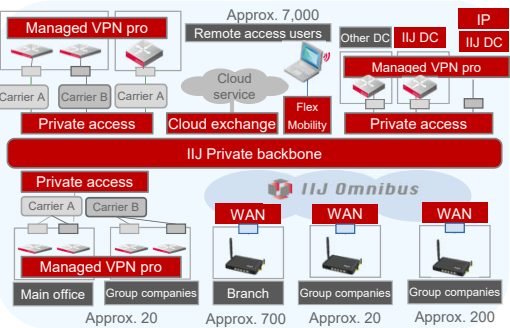 Approx. 7,000
Remote access users
IP
Managed VPN pro
Other DC
IIJ DC
IIJ DC
Managed VPN pro
Cloud
service
Carrier A
Carrier B
Carrier A
Flex
Mobility
Private access
Cloud exchange
Private access
IIJ Private backbone
Private access
IIJ Omnibus
Carrier A
Carrier B
WAN
WAN
WAN
Managed VPN pro
Main office
Group companies
Branch
Group companies
Group companies
Approx. 20
Approx. 700
Approx. 20
Approx. 200